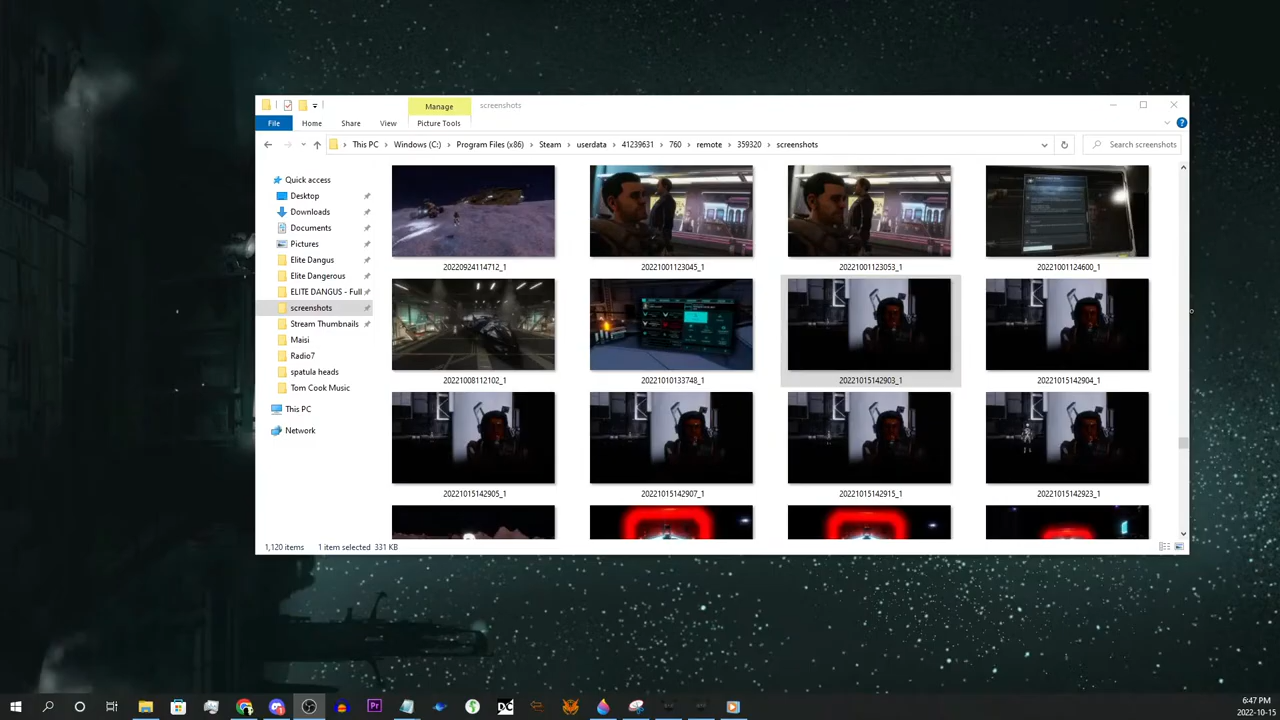 Manage
screenshots
File
Home
Share
View
Picture Tools
This PC
Windows (C:)
Program Files (x86)
Steam
userdata
41239631
760
remote
359320
screenshots
Search screenshots
Quick access
Desktop
Downloads
Documents
Pictures
Elite Dangus
Elite Dangerous
ELITE DANGUS - Full
screenshots
Stream Thumbnails
Maisi
Radio7
spatula heads
Tom Cook Music
This PC
Network
20220924114712_1
20221001123045_1
20221001123053_1
20221001124600_1
20221008112102_1
20221010133748_1
20221015142903_1
20221015142904_1
20221015142905_1
20221015142907_1
20221015142915_1
20221015142923_1
1,120 items
1 item selected 331 KB
Pr
DC
6:47 PM
2022-10-15